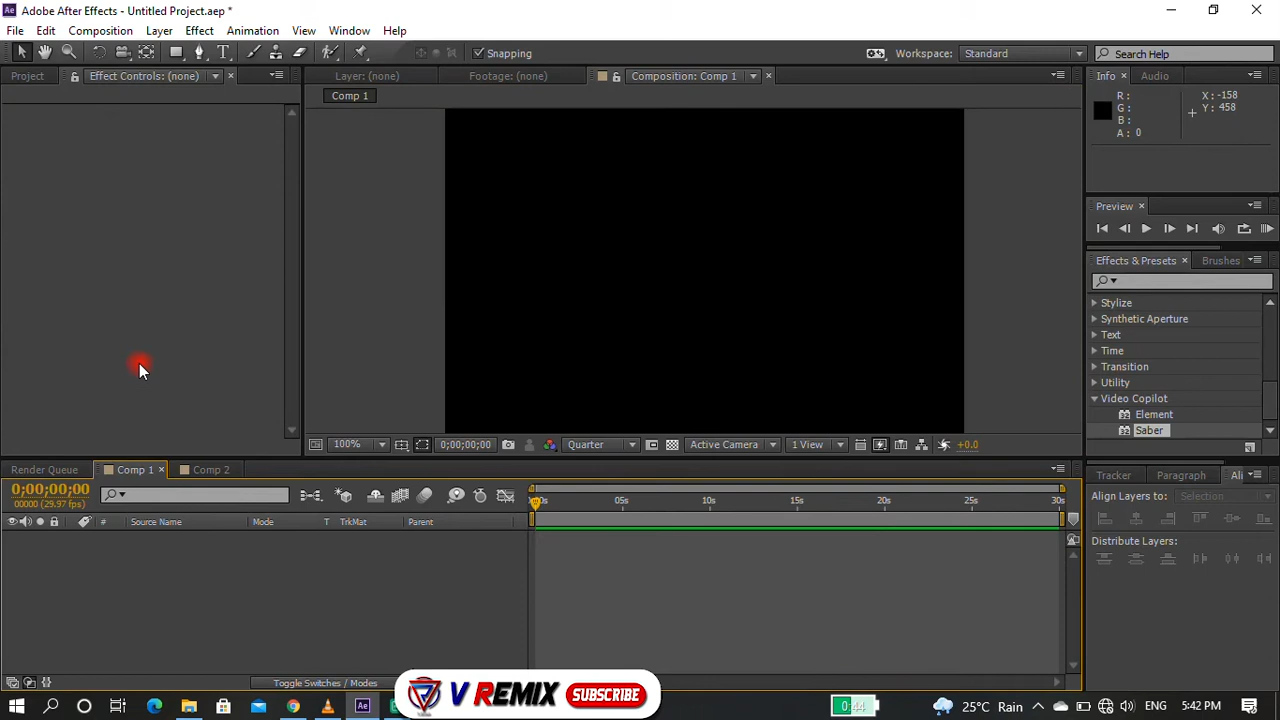 Adobe After Effects - Untitled Project.aep *
File Edit Composition Layer Effect Animation View Window Help
Snapping
Workspace: Standard
Search Help
Project Effect Controls: (none)
Layer: (none) Footage: (none) Composition: Comp 1
Info Audio
Comp 1
R: X: -158
G: Y: 458
B:
A: 0
Preview
Effects & Presets Brushes
Stylize
Synthetic Aperture
Text
Time
Transition
Utility
Video Copilot
Element
Saber
100% 0;00;00;00 Quarter Active Camera 1 View +0.0
Render Queue Comp 1 Comp 2
Tracker Paragraph Ali
0;00;00;00
00000 (29.97 fps)
05s 10s 15s 20s 25s 30s
Align Layers to: Selection
# Source Name Mode T TrkMat Parent
Distribute Layers:
Toggle Switches / Modes
V REMIX SUBSCRIBE
Ae 0:44 25°C Rain ENG 5:42 PM